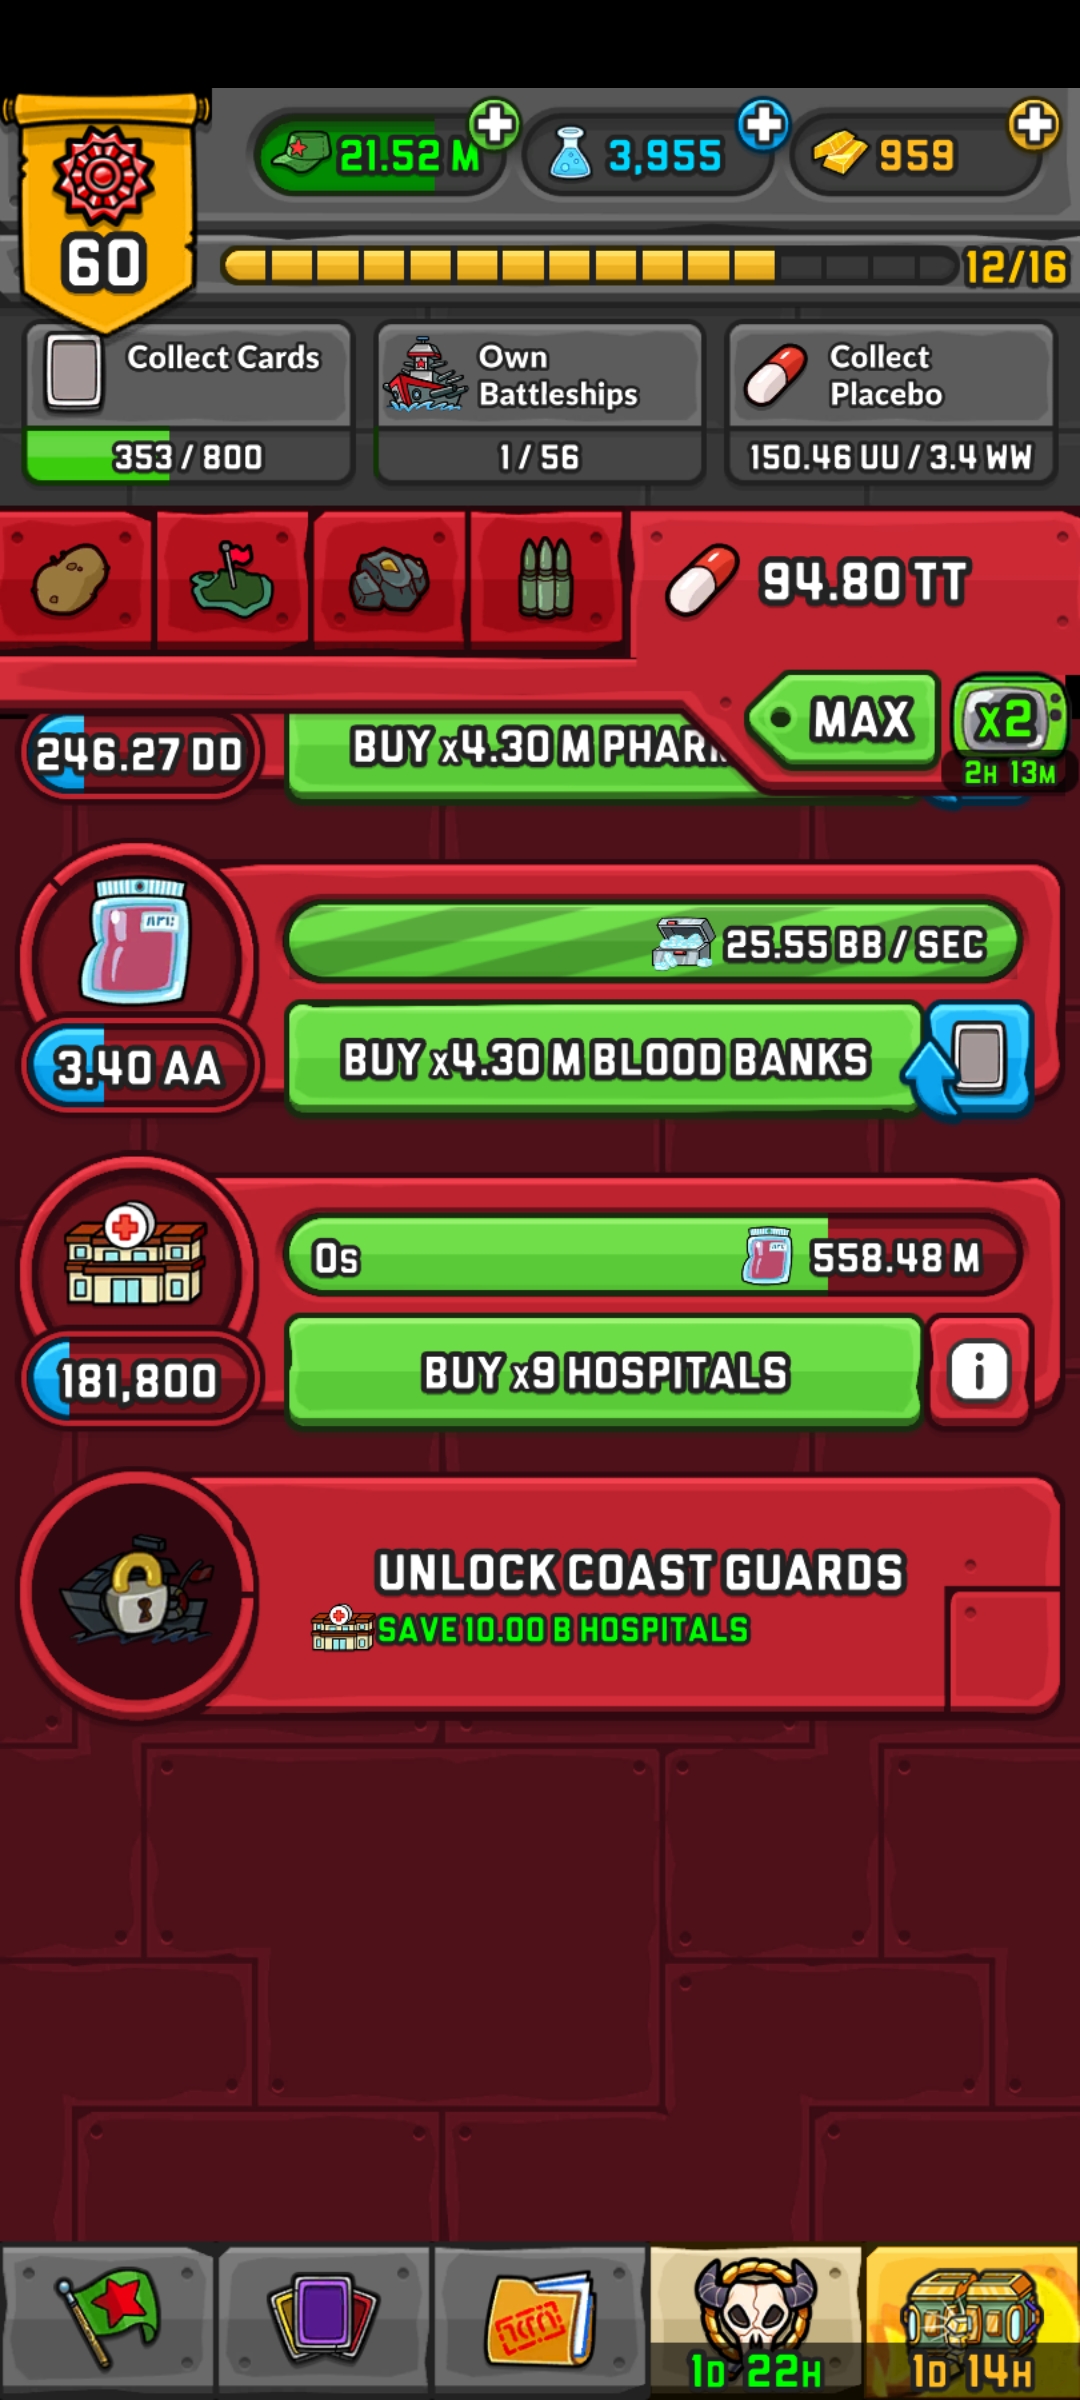 21.52 M
3,955
959
60
12/16
Collect Cards
353 / 800
Own
Battleships
1 / 56
Collect
Placebo
150.46 UU / 3.4 WW
94.80 TT
MAX
x2
2H 13M
246.27 DD
BUY x4.30 M
25.55 BB / SEC
3.40 AA
BUY x4.30 M BLOOD BANKS
0s
558.48 M
181,800
BUY x9 HOSPITALS
i
UNLOCK COAST GUARDS
SAVE 10.00 B HOSPITALS
1D 22H
1D 14H